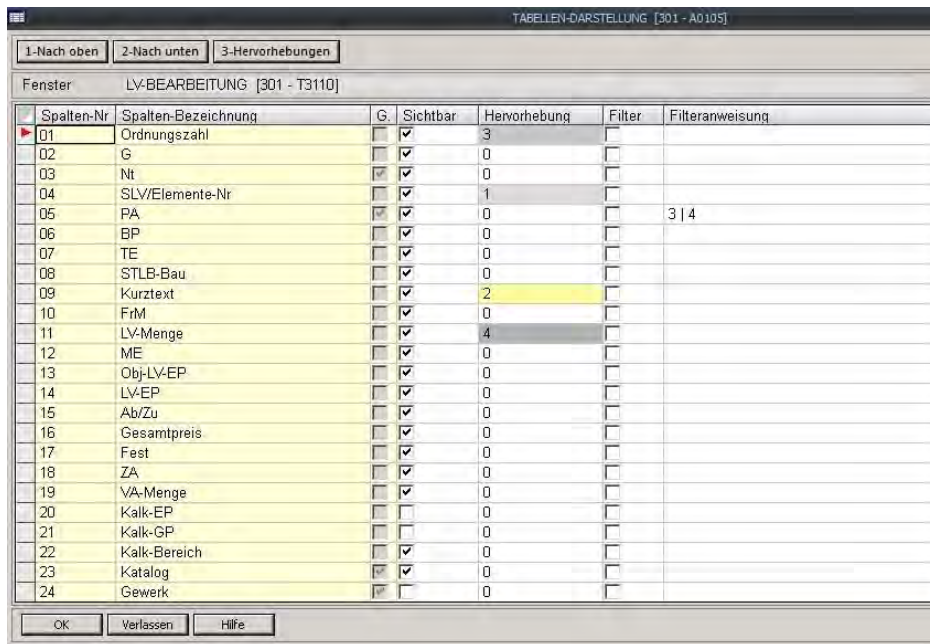 TABELLEN-DARSTELLUNG [301 - A0105]
1-Nach oben 2-Nach unten 3-Hervorhebungen
Fenster LV-BEARBEITUNG [301 - T3110]
Spalten-Nr Spalten-Bezeichnung G. Sichtbar Hervorhebung Filter Filteranweisung
01 Ordnungszahl 3
02 G 0
03 Nt 0
04 SLV/Elemente-Nr 1
05 PA 0 3 | 4
06 BP 0
07 TE 0
08 STLB-Bau 0
09 Kurztext 2
10 FrM 0
11 LV-Menge 4
12 ME 0
13 Obj-LV-EP 0
14 LV-EP 0
15 Ab/Zu 0
16 Gesamtpreis 0
17 Fest 0
18 ZA 0
19 VA-Menge 0
20 Kalk-EP 0
21 Kalk-GP 0
22 Kalk-Bereich 0
23 Katalog 0
24 Gewerk 0
OK Verlassen Hilfe